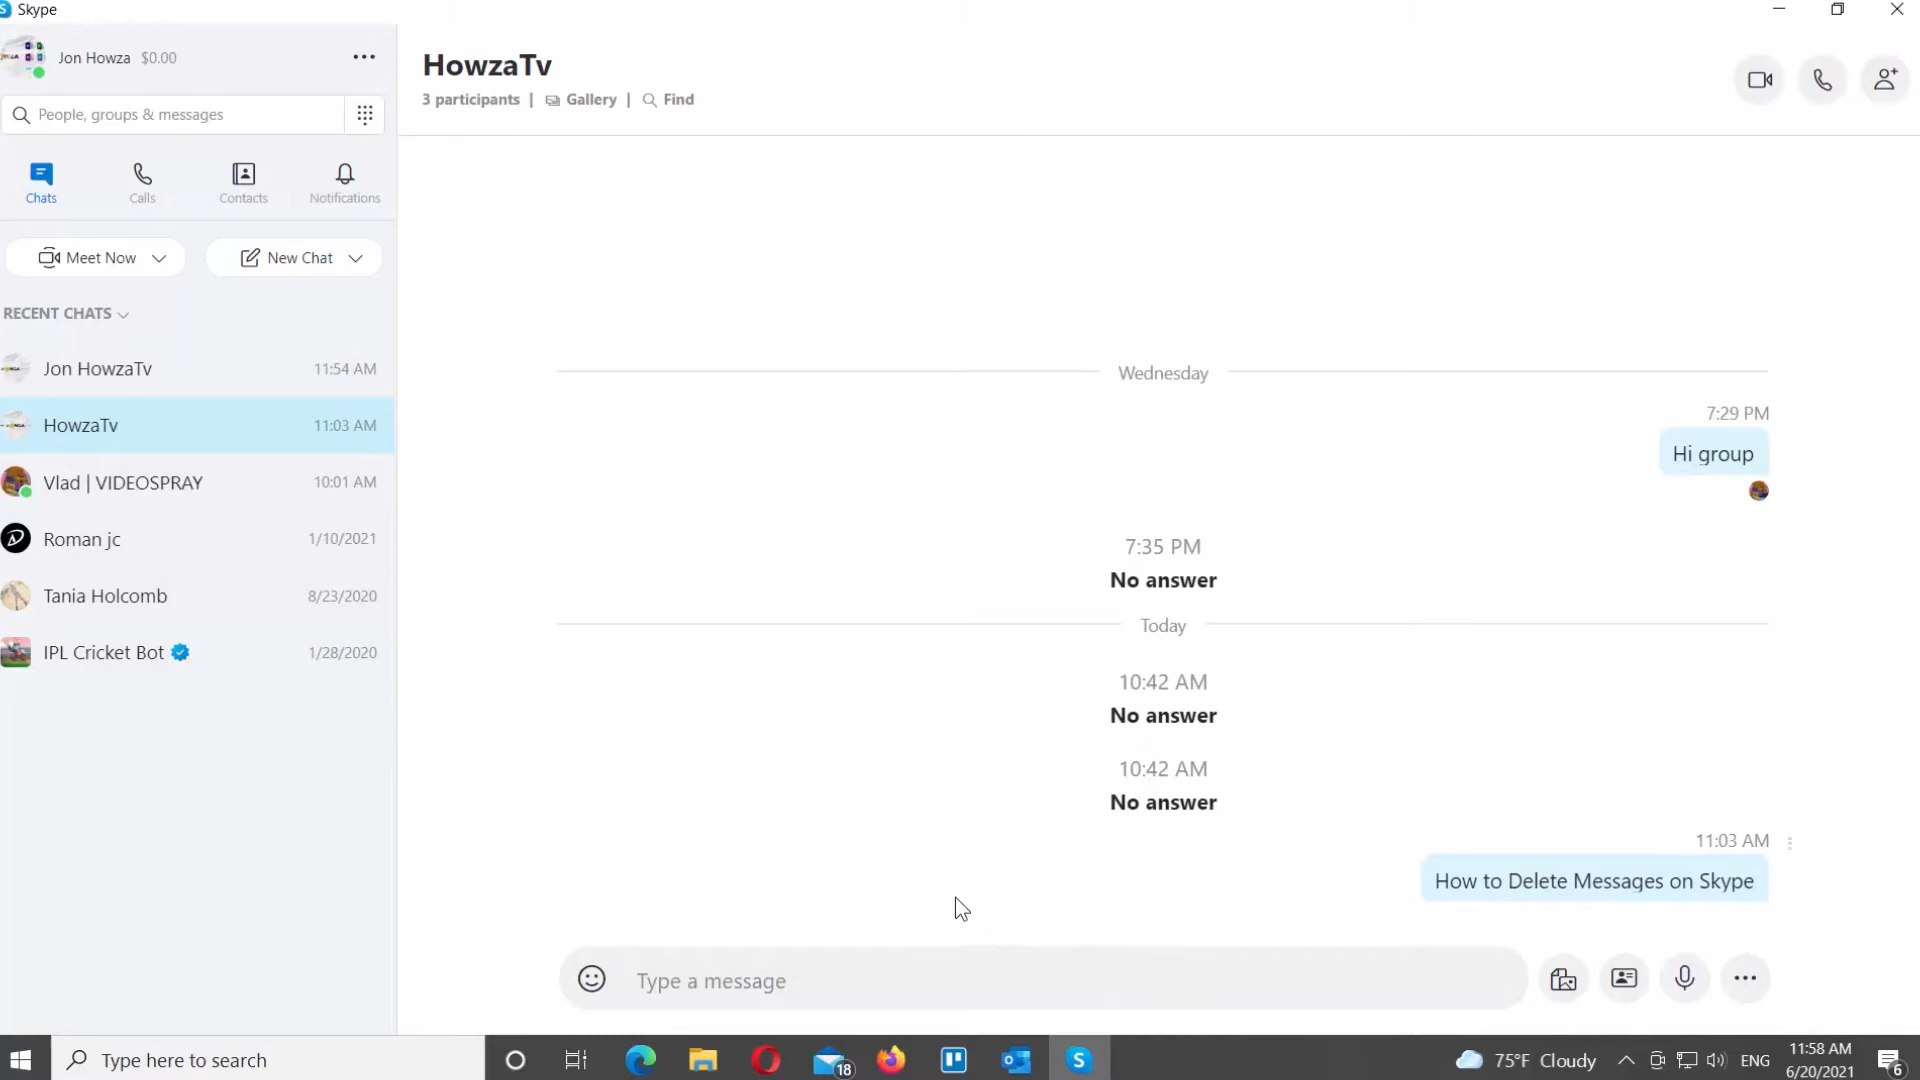 Skype
Jon Howza $0.00
People, groups & messages
Chats
Calls
Contacts
Notifications
Meet Now
New Chat
RECENT CHATS
Jon HowzaTv 11:54 AM
HowzaTv 11:03 AM
Vlad | VIDEOSPRAY 10:01 AM
Roman jc 1/10/2021
Tania Holcomb 8/23/2020
IPL Cricket Bot 1/28/2020
HowzaTv
3 participants | Gallery | Find
Wednesday
7:29 PM
Hi group
7:35 PM
No answer
Today
10:42 AM
No answer
10:42 AM
No answer
11:03 AM
How to Delete Messages on Skype
Type a message
Type here to search
18
75°F Cloudy
ENG
11:58 AM
6/20/2021
6